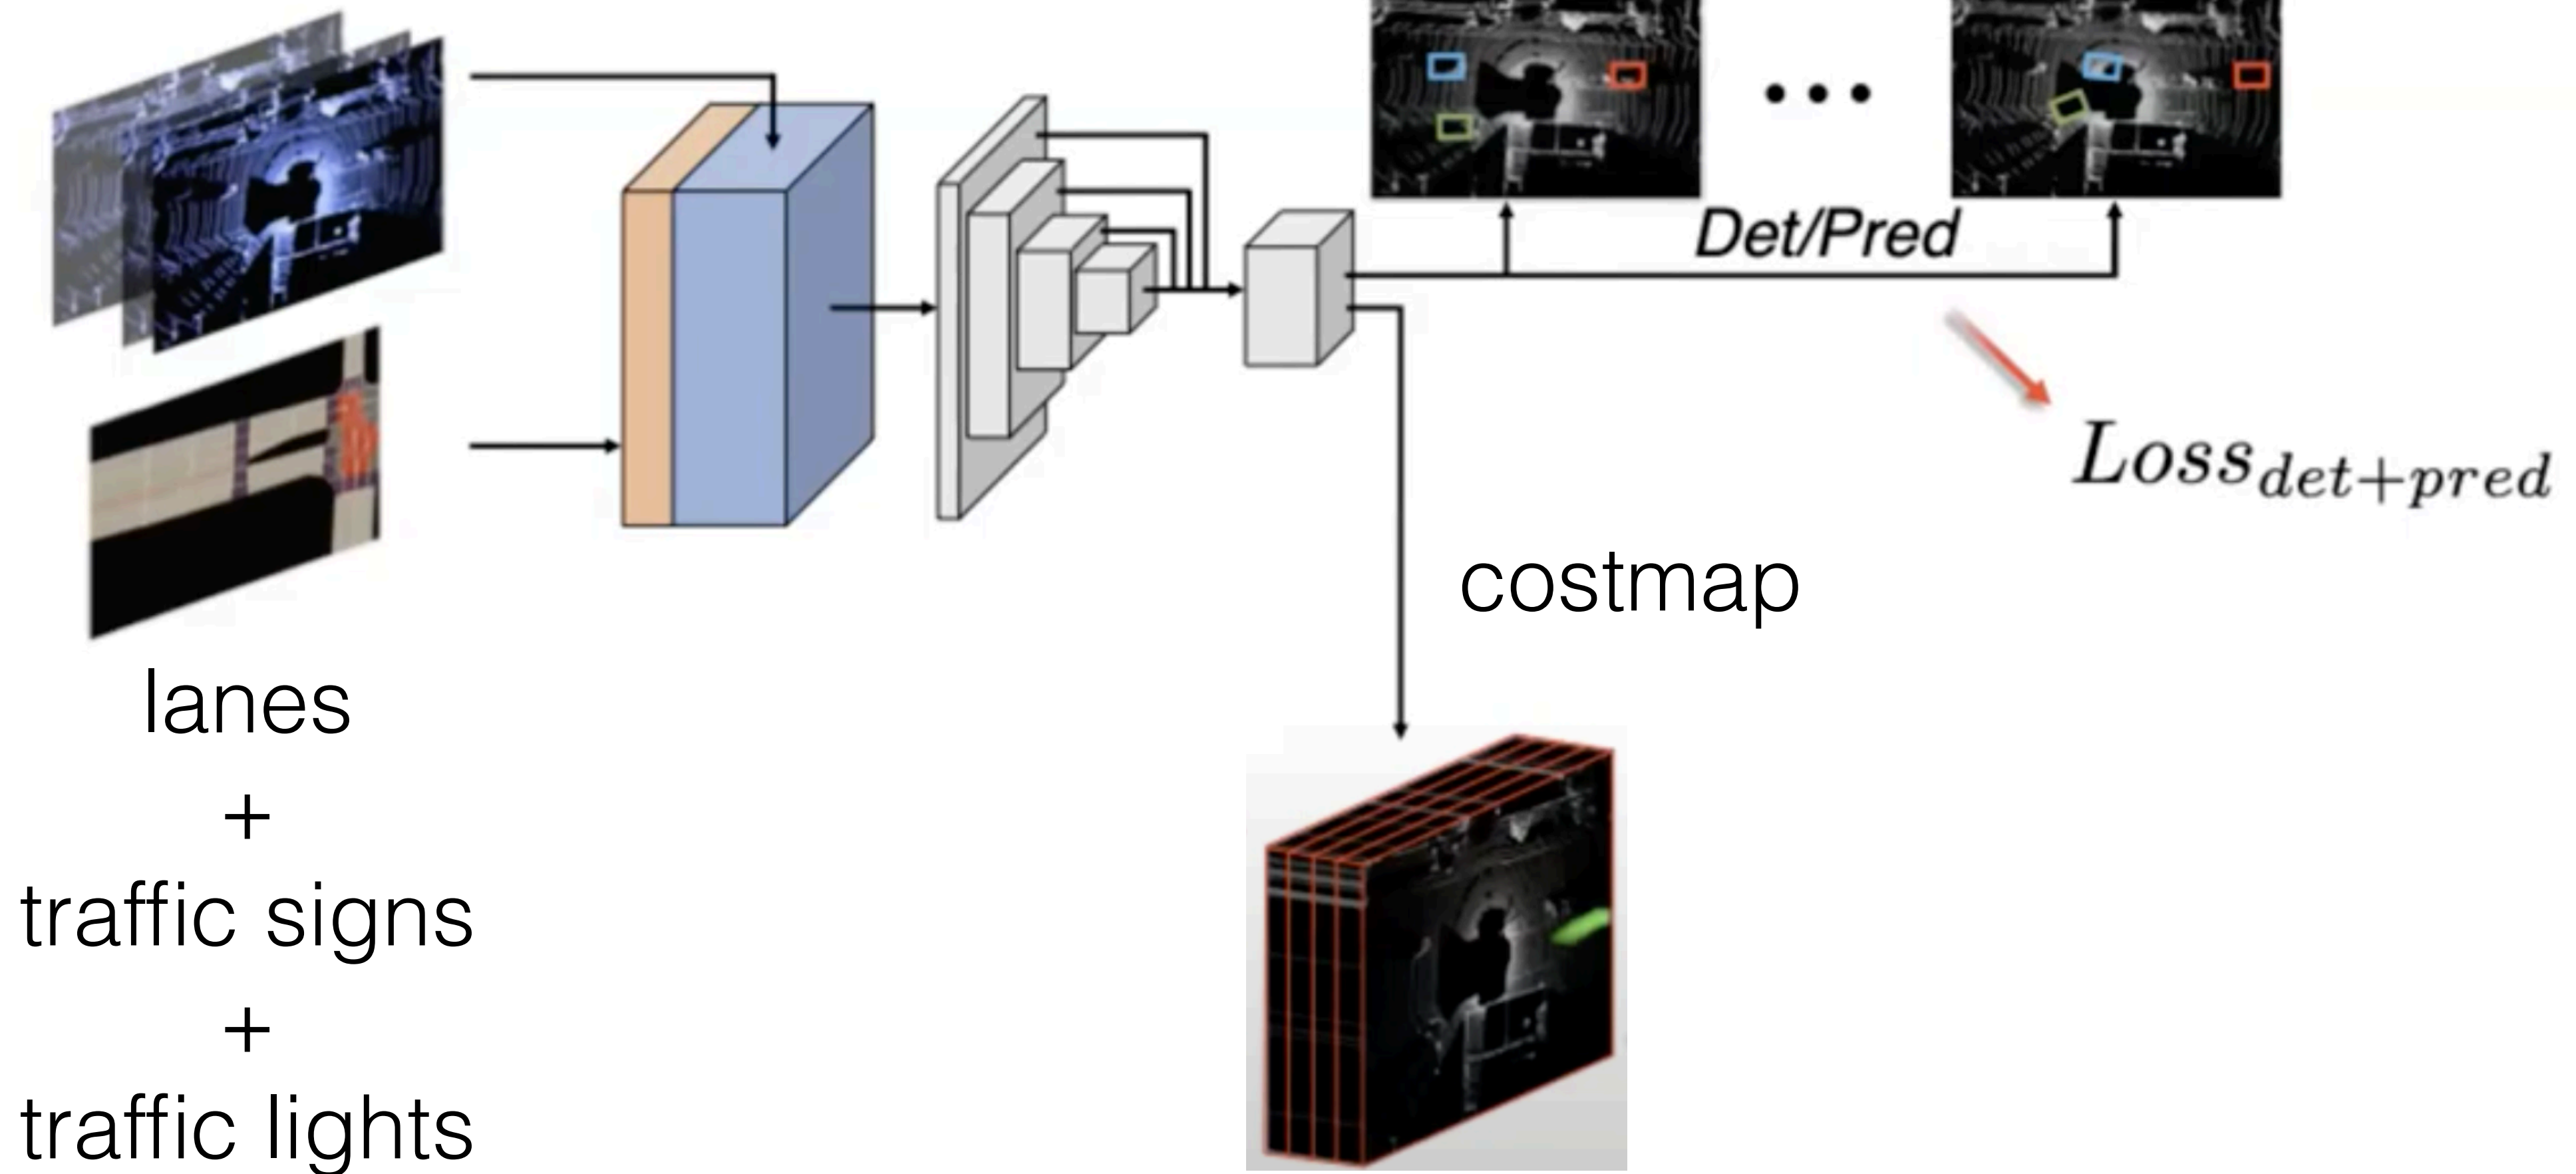 Det/Pred
Loss_{det+pred}
costmap
lanes
+
traffic signs
+
traffic lights